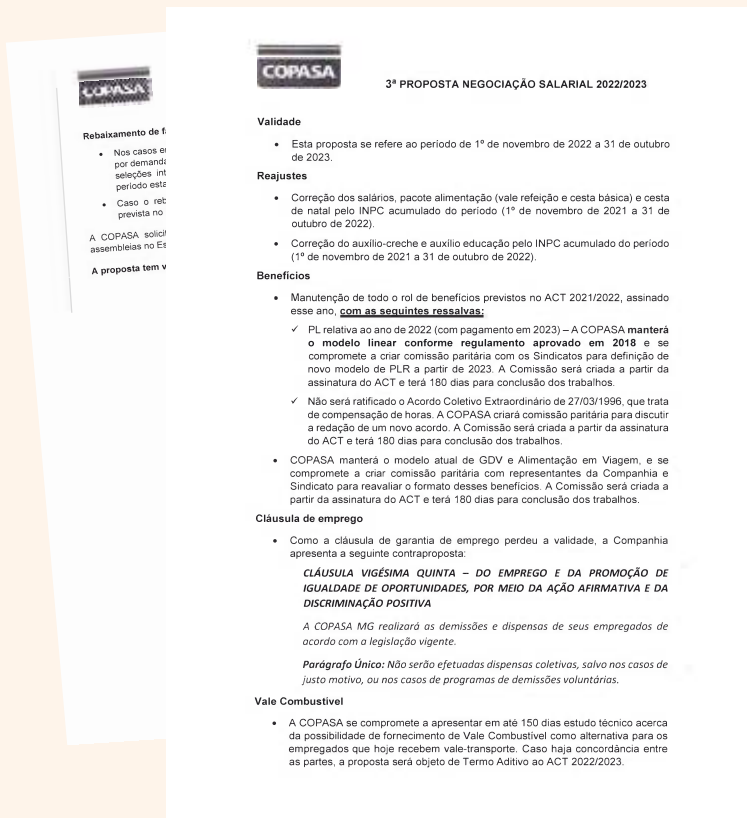 COPASA
3ª PROPOSTA NEGOCIAÇÃO SALARIAL 2022/2023
Validade
• Esta proposta se refere ao período de 1º de novembro de 2022 a 31 de outubro
de 2023.
Reajustes
• Correção dos salários, pacote alimentação (vale refeição e cesta básica) e cesta
de natal pelo INPC acumulado do período (1º de novembro de 2021 a 31 de
outubro de 2022).
• Correção do auxílio-creche e auxílio educação pelo INPC acumulado do período
(1º de novembro de 2021 a 31 de outubro de 2022).
Benefícios
• Manutenção de todo o rol de benefícios previstos no ACT 2021/2022, assinado
esse ano, com as seguintes ressalvas:
✓ PL relativa ao ano de 2022 (com pagamento em 2023) – A COPASA manterá
o modelo linear conforme regulamento aprovado em 2018 e se
compromete a criar comissão paritária com os Sindicatos para definição de
novo modelo de PLR a partir de 2023. A Comissão será criada a partir da
assinatura do ACT e terá 180 dias para conclusão dos trabalhos.
✓ Não será ratificado o Acordo Coletivo Extraordinário de 27/03/1996, que trata
de compensação de horas. A COPASA criará comissão paritária para discutir
a redação de um novo acordo. A Comissão será criada a partir da assinatura
do ACT e terá 180 dias para conclusão dos trabalhos.
• COPASA manterá o modelo atual de GDV e Alimentação em Viagem, e se
compromete a criar comissão paritária com representantes da Companhia e
Sindicato para reavaliar o formato desses benefícios. A Comissão será criada a
partir da assinatura do ACT e terá 180 dias para conclusão dos trabalhos.
Cláusula de emprego
• Como a cláusula de garantia de emprego perdeu a validade, a Companhia
apresenta a seguinte contraproposta:
CLÁUSULA VIGÉSIMA QUINTA – DO EMPREGO E DA PROMOÇÃO DE
IGUALDADE DE OPORTUNIDADES, POR MEIO DA AÇÃO AFIRMATIVA E DA
DISCRIMINAÇÃO POSITIVA
A COPASA MG realizará as demissões e dispensas de seus empregados de
acordo com a legislação vigente.
Parágrafo Único: Não serão efetuadas dispensas coletivas, salvo nos casos de
justo motivo, ou nos casos de programas de demissões voluntárias.
Vale Combustível
• A COPASA se compromete a apresentar em até 150 dias estudo técnico acerca
da possibilidade de fornecimento de Vale Combustível como alternativa para os
empregados que hoje recebem vale-transporte. Caso haja concordância entre
as partes, a proposta será objeto de Termo Aditivo ao ACT 2022/2023.
COPASA
Rebaixamento de
• Nos casos
por demanda
seleções
período
• Caso o
prevista no
A COPASA
assembleias no
A proposta tem